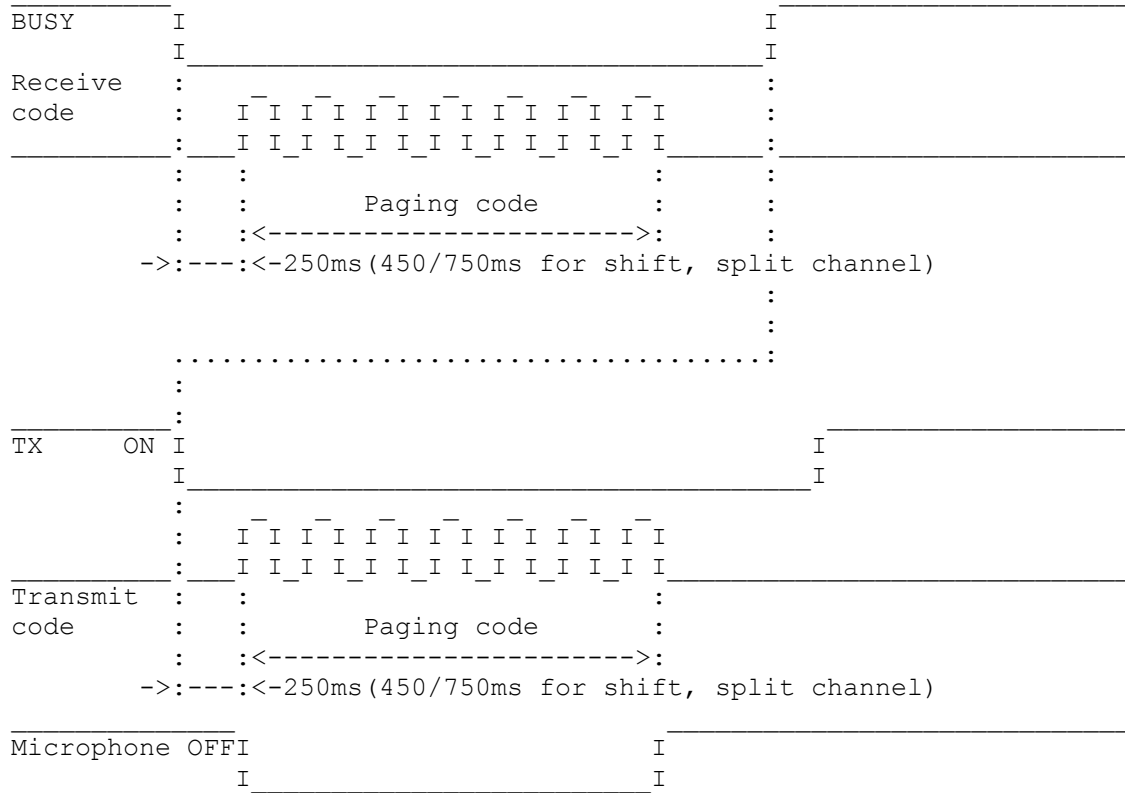 BUSY
Receive
code
Paging code
250ms(450/750ms for shift, split channel)
TX ON
Transmit
code Paging code
250ms(450/750ms for shift, split channel)
Microphone OFF